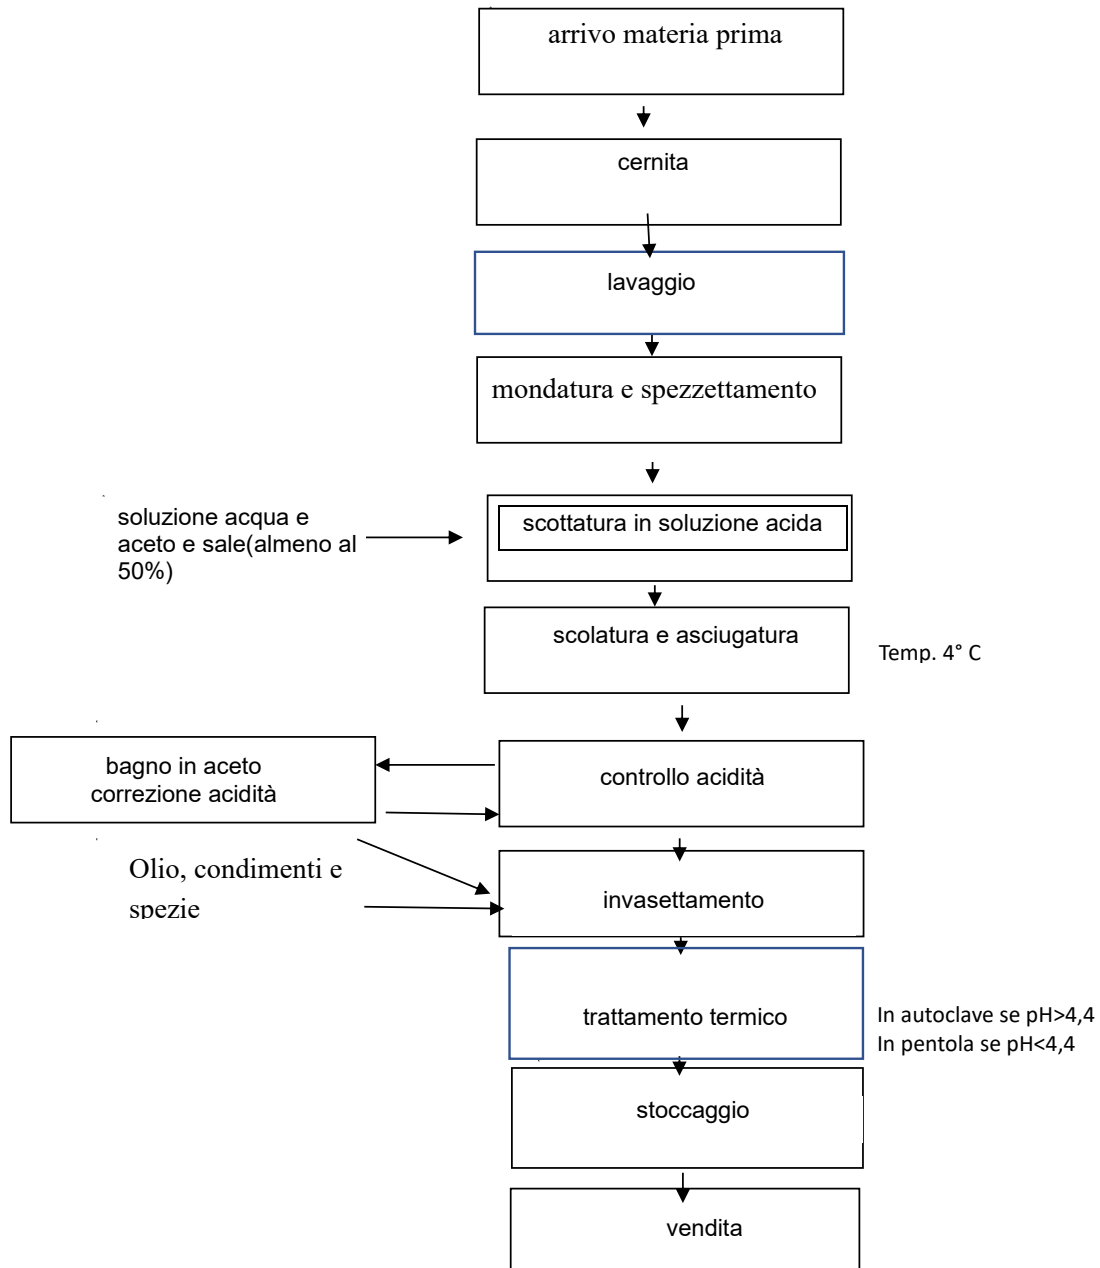 arrivo materia prima
cernita
lavaggio
mondatura e spezzettamento
soluzione acqua e
aceto e sale(almeno al
50%)
scottatura in soluzione acida
scolatura e asciugatura
Temp. 4° C
bagno in aceto
correzione acidità
controllo acidità
Olio, condimenti e
spezie
invasettamento
trattamento termico
In autoclave se pH>4,4
In pentola se pH<4,4
stoccaggio
vendita